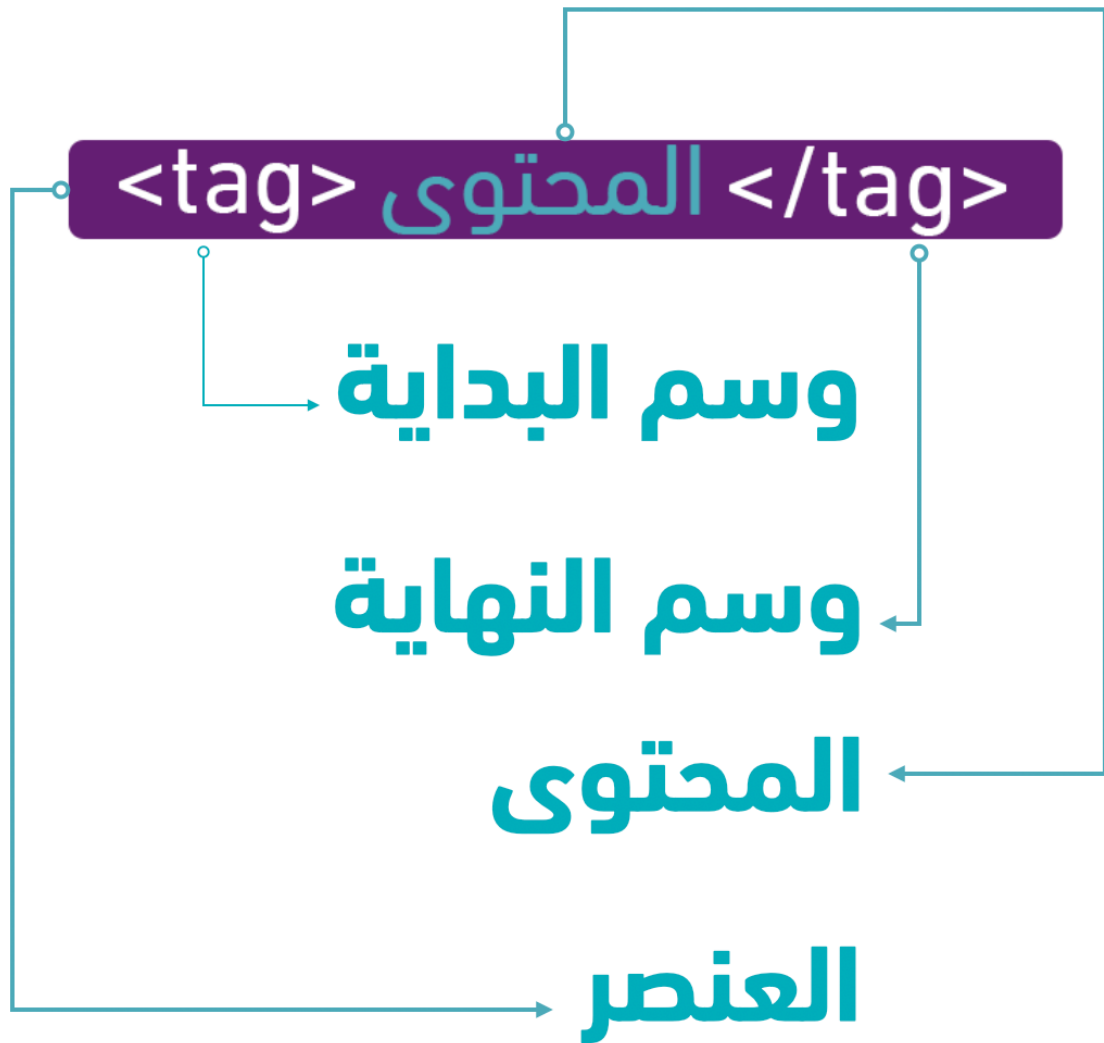 <tag> المحتوى </tag>
وسم البداية
وسم النهاية
المحتوى
العنصر